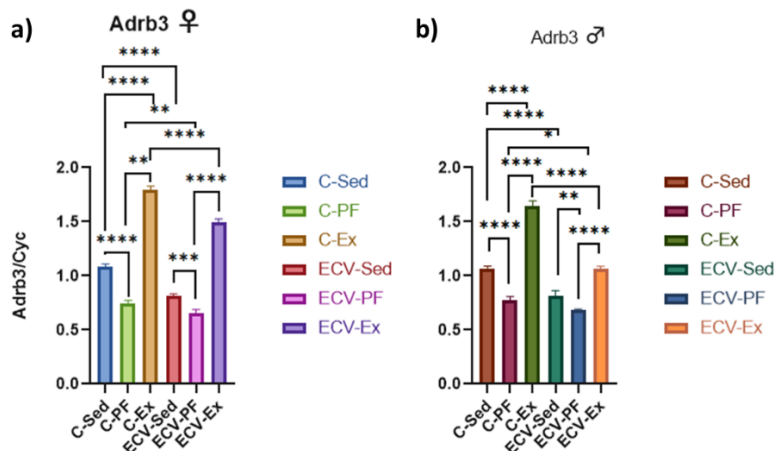 a)
Adrb3 ♀
****
****
**
****
**
****
****
***
2.0
1.5
1.0
0.5
0.0
Adrb3/Cyc
C-Sed
C-PF
C-Ex
ECV-Sed
ECV-PF
ECV-Ex
C-Sed
C-PF
C-Ex
ECV-Sed
ECV-PF
ECV-Ex
b)
Adrb3 ♂
****
****
*
****
****
**
****
****
2.0
1.5
1.0
0.5
0.0
C-Sed
C-PF
C-Ex
ECV-Sed
ECV-PF
ECV-Ex
C-Sed
C-PF
C-Ex
ECV-Sed
ECV-PF
ECV-Ex